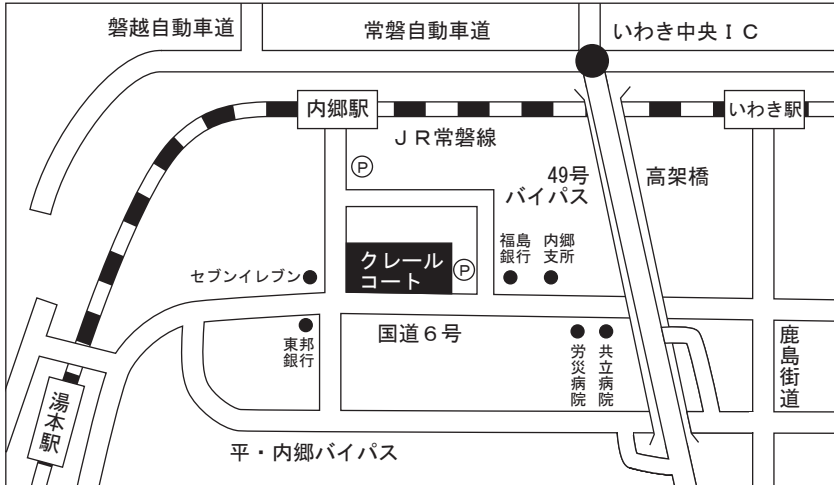 磐越自動車道
常磐自動車道
いわき中央ＩＣ
内郷駅
いわき駅
ＪＲ常磐線
Ⓟ
49号
バイパス
高架橋
福島
銀行
内郷
支所
クレール
コート
Ⓟ
セブンイレブン
東邦
銀行
国道６号
労災病院
共立病院
鹿島街道
湯本駅
平・内郷バイパス